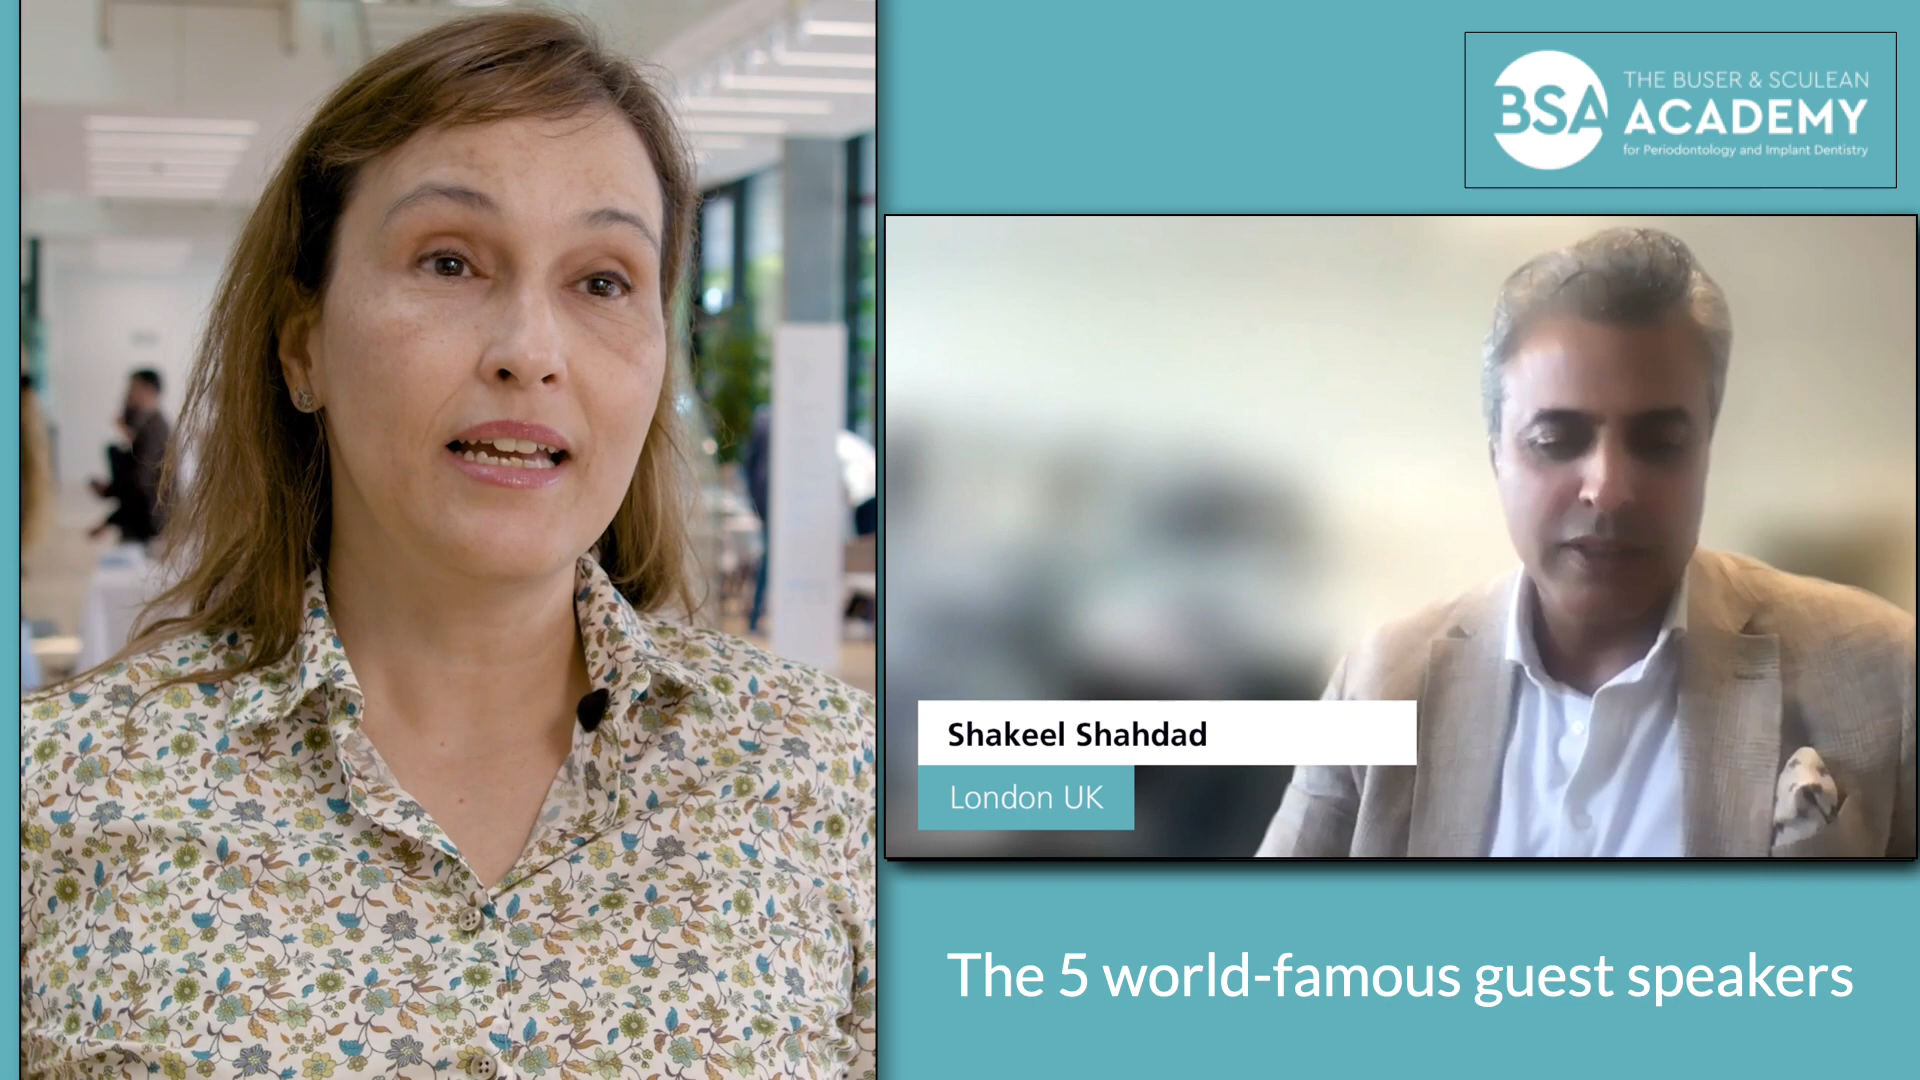 BSA
THE BUSER & SCULEAN
ACADEMY
for Periodontology and Implant Dentistry
Shakeel Shahdad
London UK
The 5 world-famous guest speakers